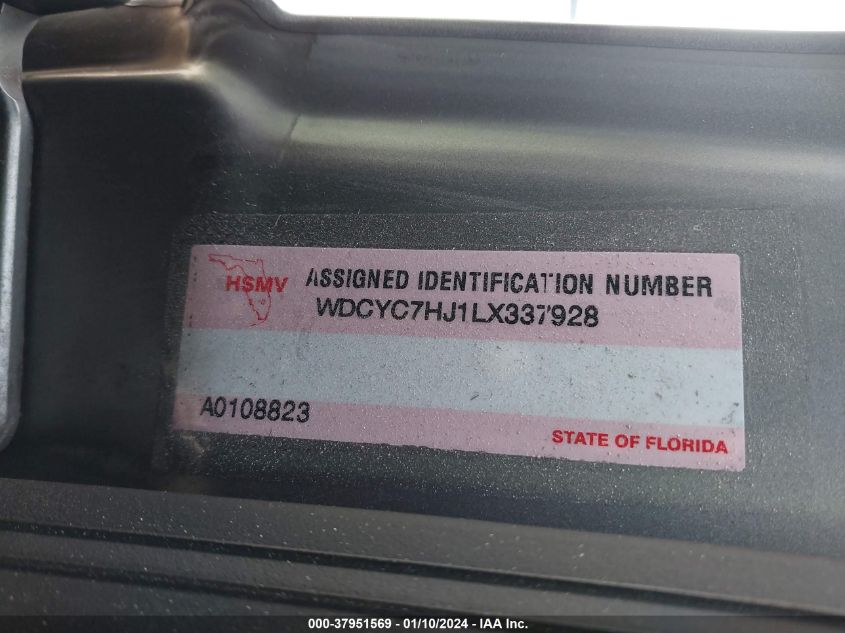 HSMV ASSIGNED IDENTIFICATION NUMBER
WDCYC7HJ1LX337928
A0108823
STATE OF FLORIDA
000-37951569 — 01/10/2024 — IAA Inc.